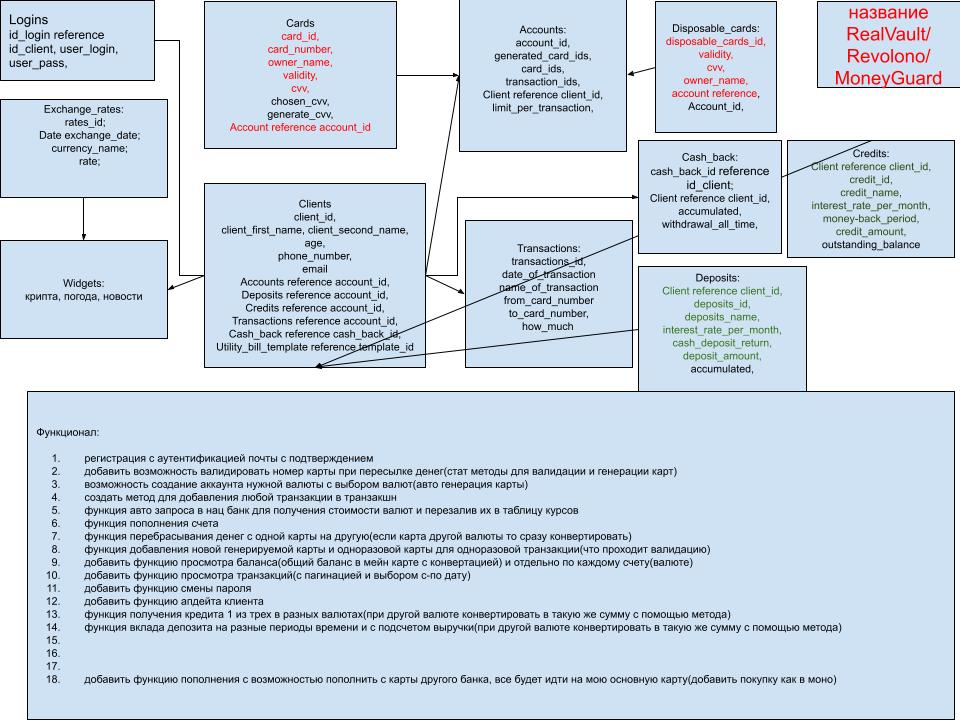 Logins
id_login reference
id_client, user_login,
user_pass,
Cards
card_id,
card_number,
owner_name,
validity,
cvv,
chosen_cvv,
generate_cvv,
Account reference account_id
Accounts:
account_id,
generated_card_ids,
card_ids,
transaction_ids,
Client reference client_id,
limit_per_transaction,
Disposable_cards:
disposable_cards_id,
validity,
cvv,
owner_name,
account reference,
Account_id,
название
RealVault/
Revolono/
MoneyGuard
Exchange_rates:
rates_id;
Date exchange_date;
currency_name;
rate;
Cash_back:
cash_back_id reference
id_client;
Client reference client_id,
accumulated,
withdrawal_all_time,
Credits:
Client reference client_id,
credit_id,
credit_name,
interest_rate_per_month,
money-back_period,
credit_amount,
outstanding_balance
Clients
client_id,
client_first_name, client_second_name,
age,
phone_number,
email
Accounts reference account_id,
Deposits reference account_id,
Credits reference account_id,
Transactions reference account_id,
Cash_back reference cash_back_id,
Utility_bill_template reference template_id
Transactions:
transactions_id,
date_of_transaction
name_of_transaction
from_card_number
to_card_number,
how_much
Widgets:
крипта, погода, новости
Deposits:
Client reference client_id,
deposits_id,
deposits_name,
interest_rate_per_month,
cash_deposit_return,
deposit_amount,
accumulated,
Функционал:
1. регистрация с аутентификацией почты с подтверждением
2. добавить возможность валидировать номер карты при пересылке денег(стат методы для валидации и генерации карт)
3. возможность создание аккаунта нужной валюты с выбором валют(авто генерация карты)
4. создать метод для добавления любой транзакции в транзакшн
5. функция авто запроса в нац банк для получения стоимости валют и перезалив их в таблицу курсов
6. функция пополнения счета
7. функция перебрасывания денег с одной карты на другую(если карта другой валюты то сразу конвертировать)
8. функция добавления новой генерируемой карты и одноразовой карты для одноразовой транзакции(что проходит валидацию)
9. добавить функцию просмотра баланса(общий баланс в мейн карте с конвертацией) и отдельно по каждому счету(валюте)
10. добавить функцию просмотра транзакций(с пагинацией и выбором с-по дату)
11. добавить функцию смены пароля
12. добавить функцию апдейта клиента
13. функция получения кредита 1 из трех в разных валютах(при другой валюте конвертировать в такую же сумму с помощью метода)
14. функция вклада депозита на разные периоды времени и с подсчетом выручки(при другой валюте конвертировать в такую же сумму с помощью метода)
15.
16.
17.
18. добавить функцию пополнения с возможностью пополнить с карты другого банка, все будет идти на мою основную карту(добавить покупку как в моно)